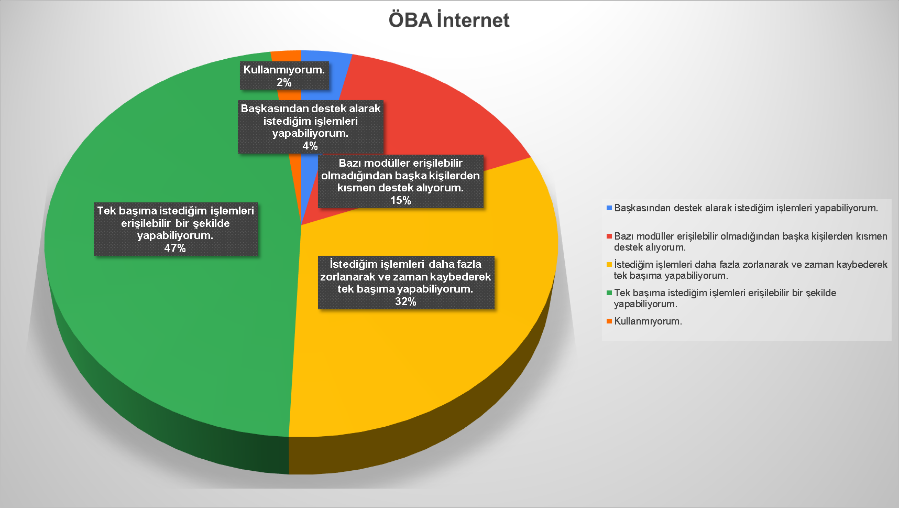 ÖBA İnternet
Kullanmıyorum.
2%
Başkasından destek alarak
istediğim işlemleri
yapabiliyorum.
4%
Bazı modüller erişilebilir
olmadığından başka kişilerden
kısmen destek alıyorum.
15%
Tek başıma istediğim işlemleri
erişilebilir bir şekilde
yapabiliyorum.
47%
İstediğim işlemleri daha fazla
zorlanarak ve zaman kaybederek
tek başıma yapabiliyorum.
32%
Başkasından destek alarak istediğim işlemleri yapabiliyorum.
Bazı modüller erişilebilir olmadığından başka kişilerden kısmen
destek alıyorum.
İstediğim işlemleri daha fazla zorlanarak ve zaman kaybederek
tek başıma yapabiliyorum.
Tek başıma istediğim işlemleri erişilebilir bir şekilde
yapabiliyorum.
Kullanmıyorum.